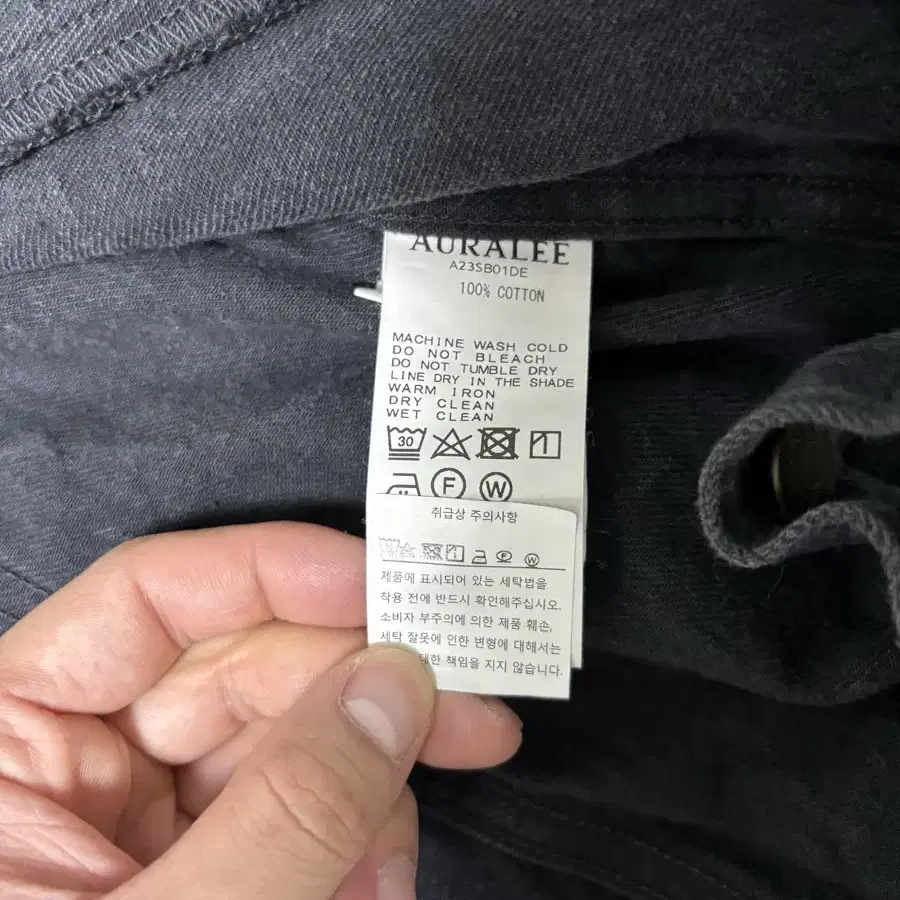 AURALEE
A23SB01DE
100% COTTON
MACHINE WASH COLD
DO NOT BLEACH
DO NOT TUMBLE DRY
LINE DRY IN THE SHADE
WARM IRON
DRY CLEAN
WET CLEAN
30
F W
취급상 주의사항
F W
제품에 표시되어 있는 세탁법을
착용 전에 반드시 확인해주십시오.
소비자 부주의에 의한 제품 훼손,
세탁 잘못에 인한 변형에 대해서는
책임을 지지 않습니다.